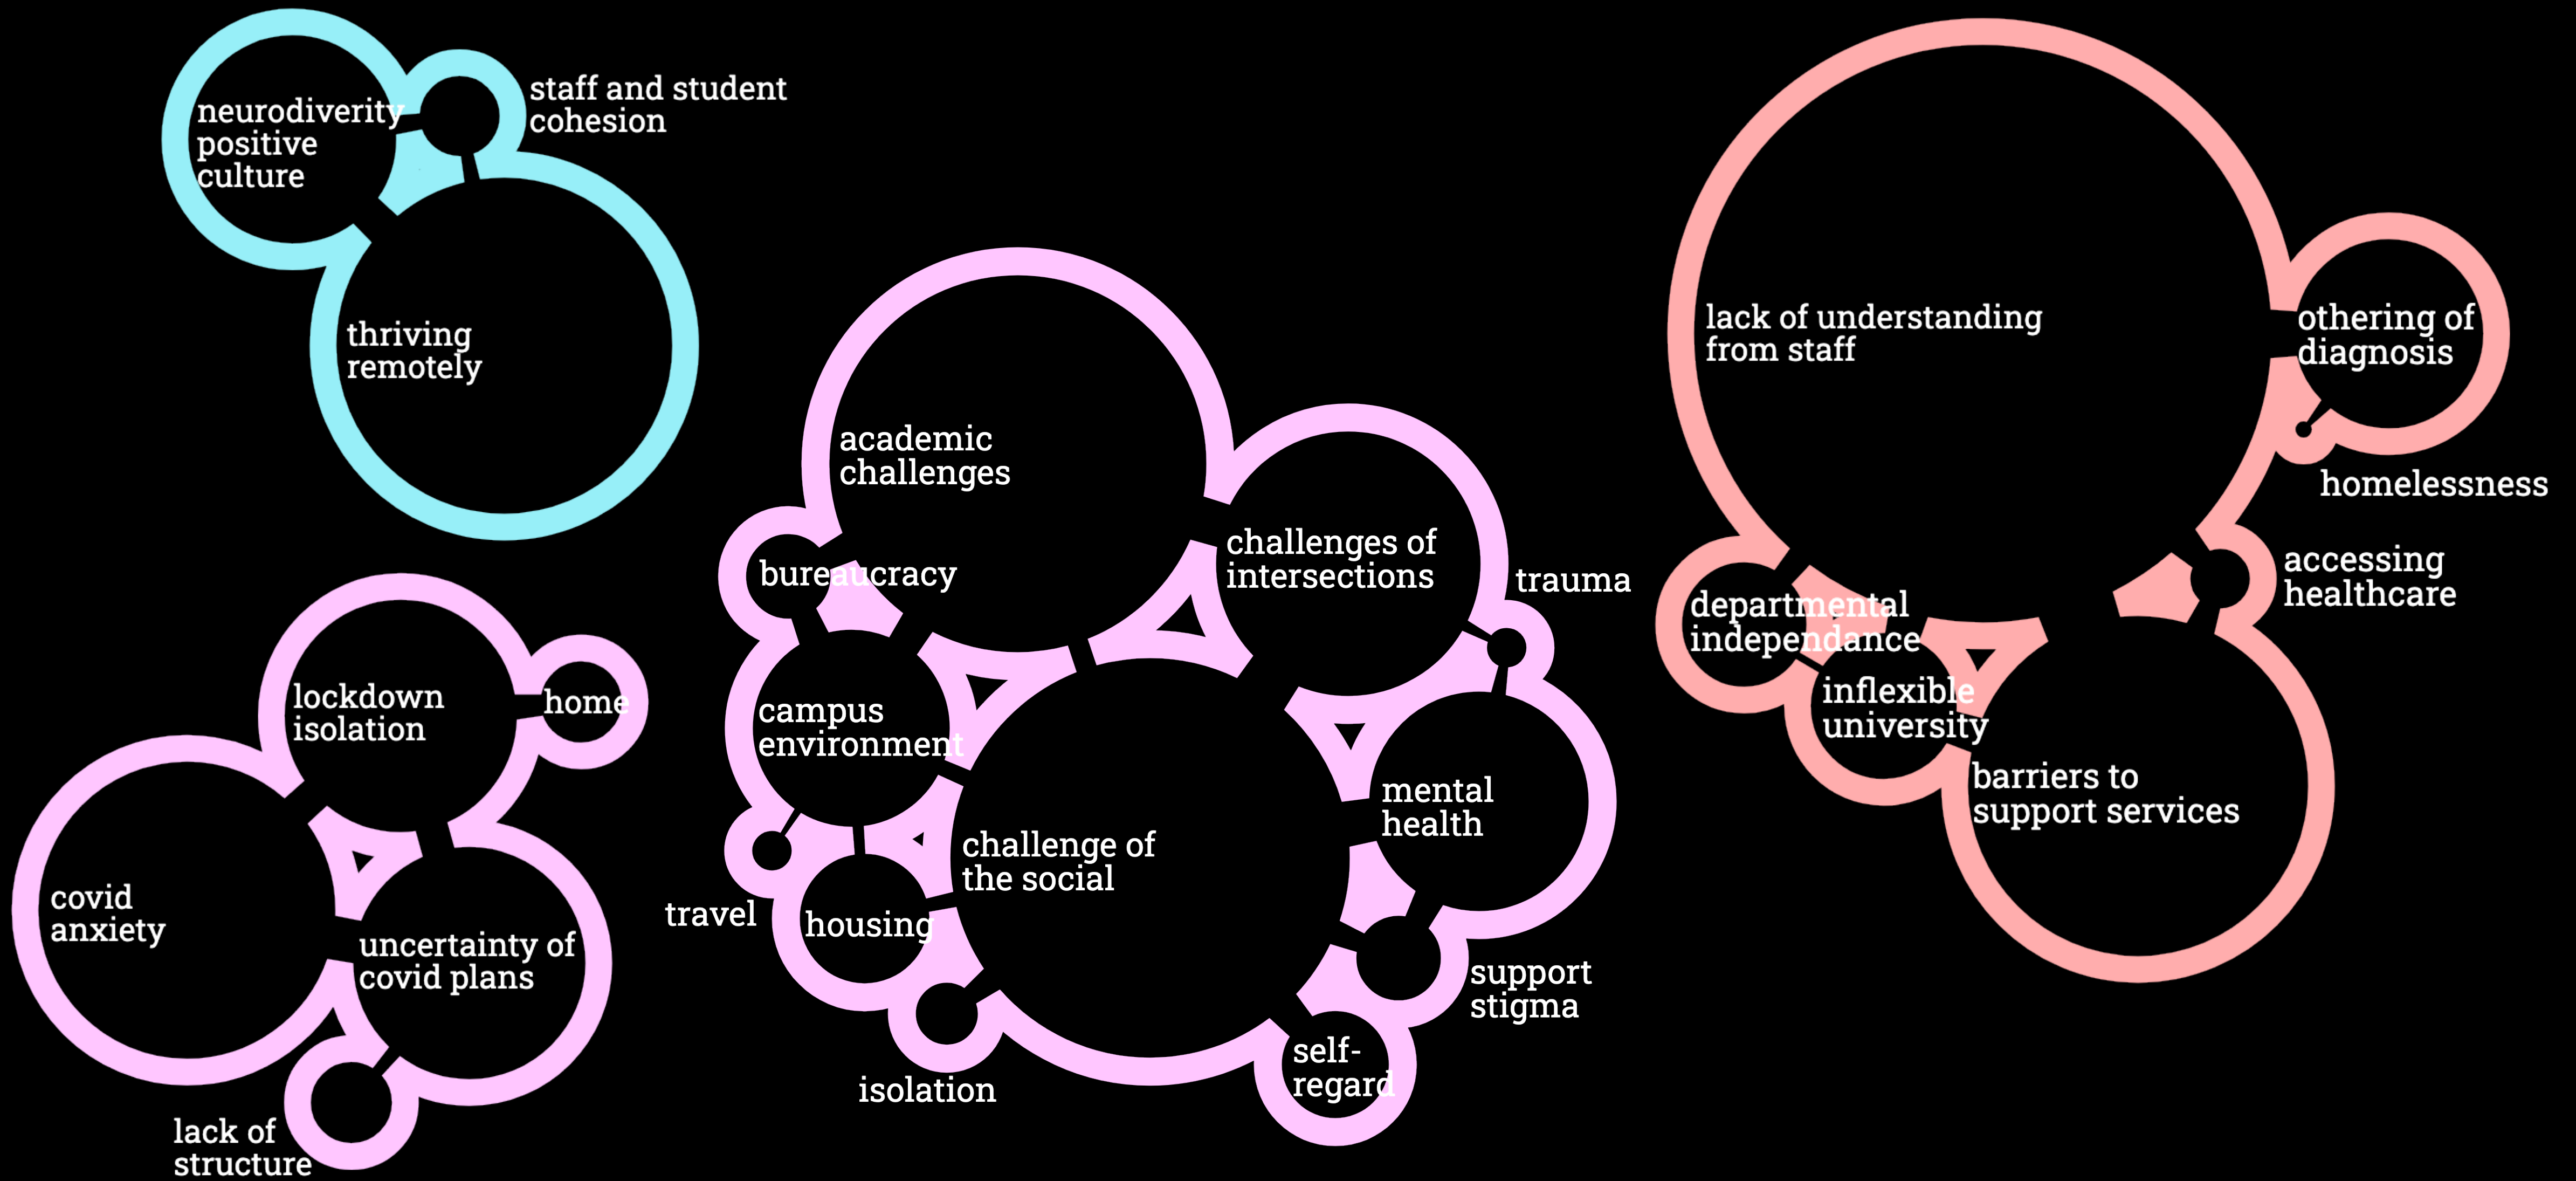 neurodiverity
positive
culture
staff and student
cohesion
thriving
remotely
lockdown
isolation
home
covid
anxiety
uncertainty of
covid plans
lack of
structure
academic
challenges
bureaucracy
challenges of
intersections
trauma
campus
environment
mental
health
challenge of
the social
travel
housing
support
stigma
isolation
self-
regard
lack of understanding
from staff
othering of
diagnosis
homelessness
accessing
healthcare
departmental
independance
inflexible
university
barriers to
support services